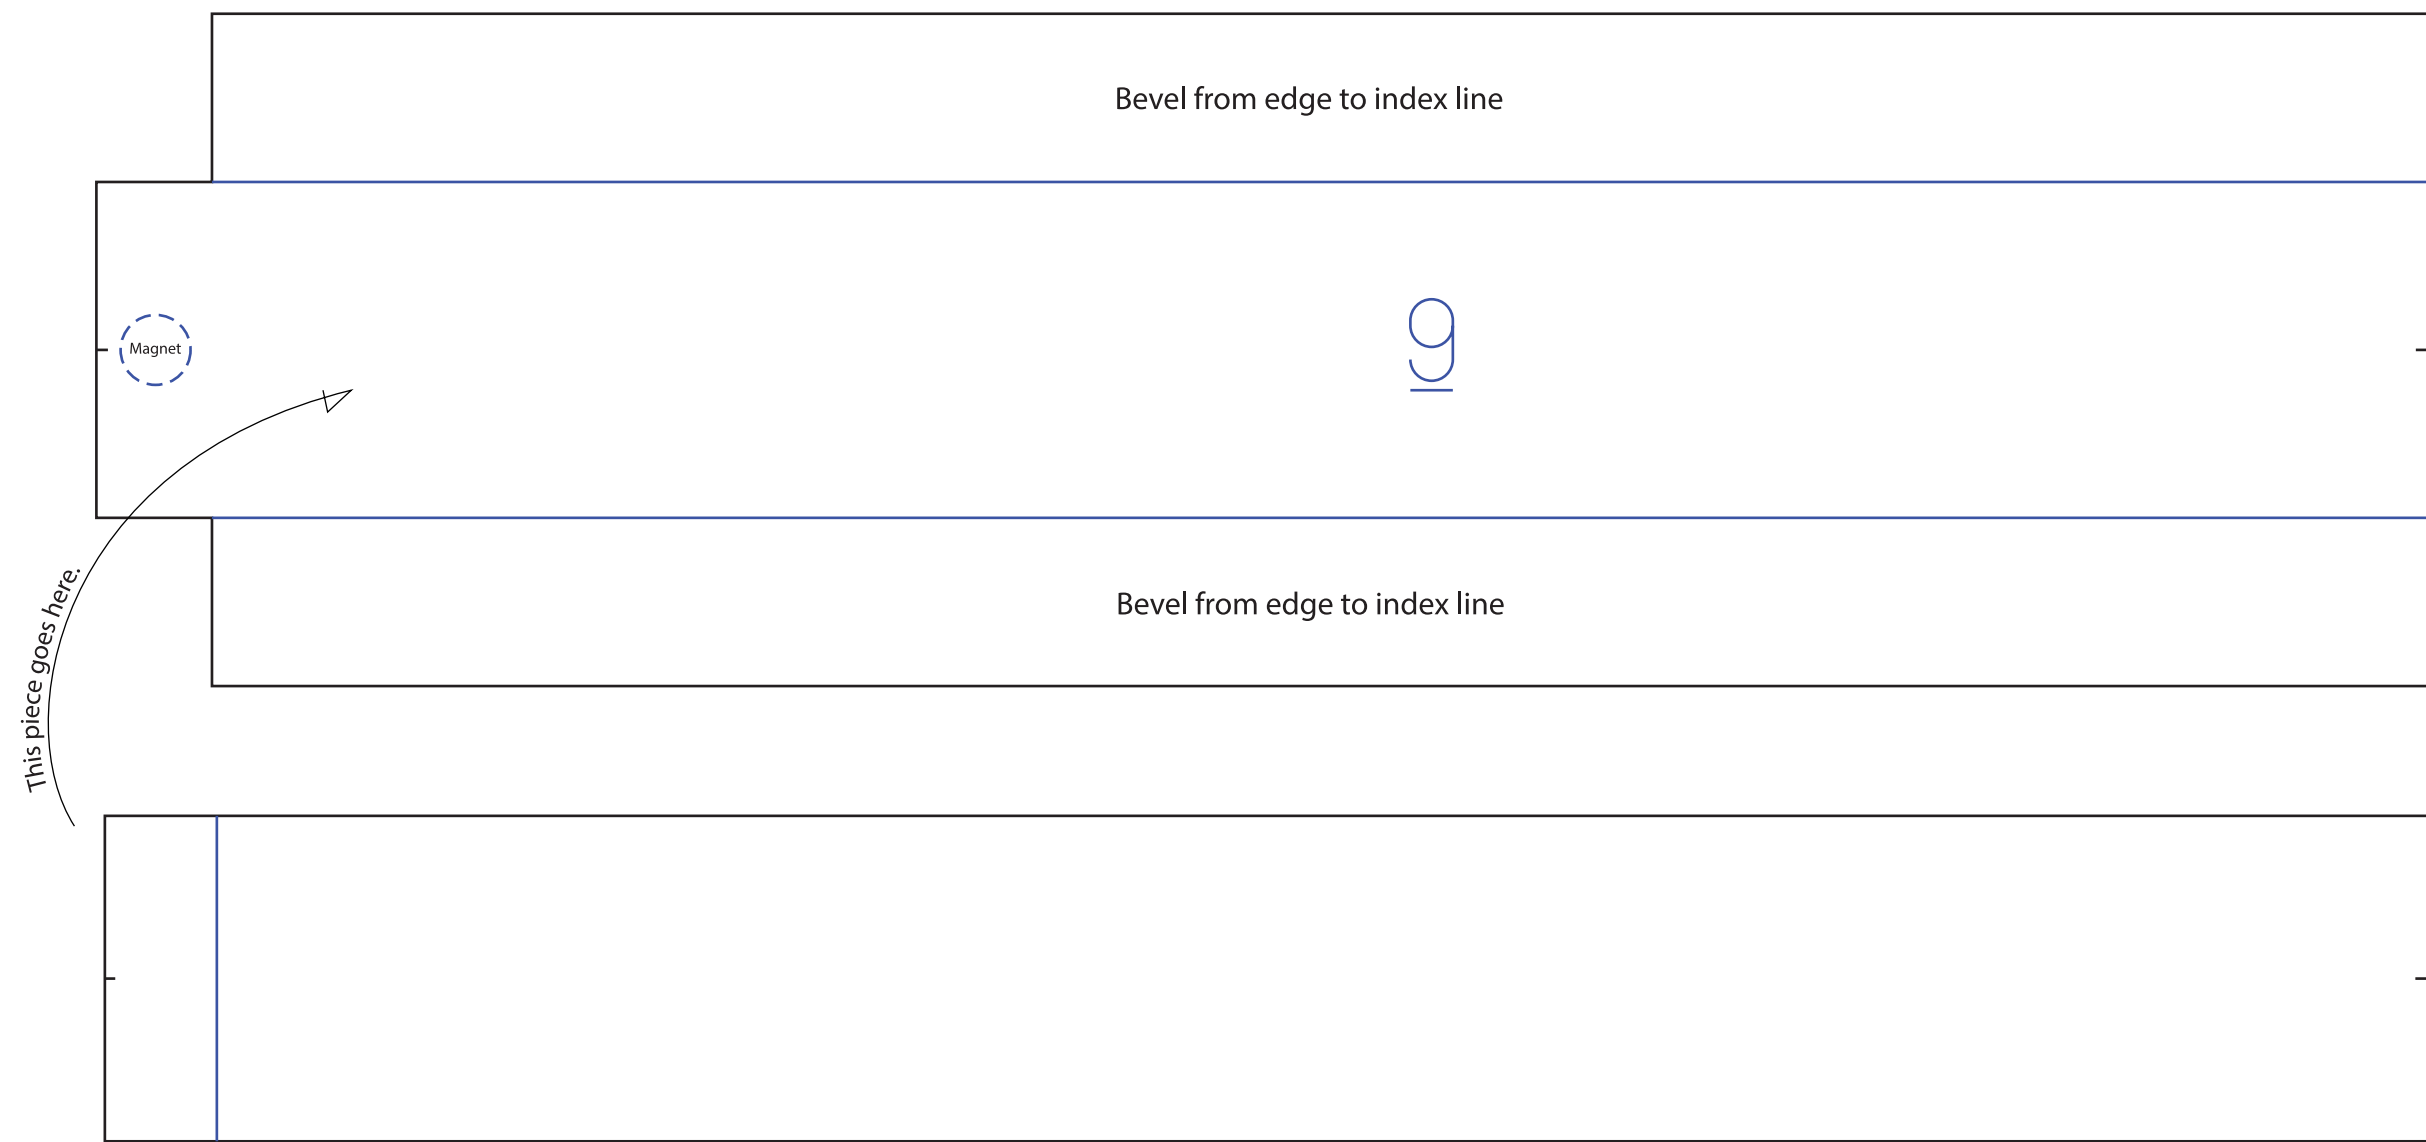 Bevel from edge to index line
Magnet
9
Bevel from edge to index line
This piece goes here.